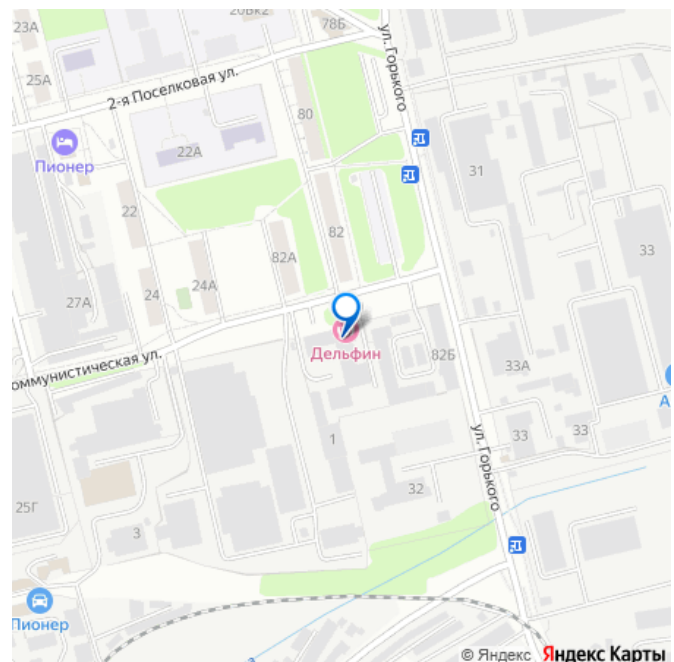 20Бк2
78Б
23А
ул. Горького
25А
2-я Поселковая ул.
80
Пионер
22А
31
22
82
33
82А
24А
24
27А
Дельфин
82Б
33А
оммунистическая ул.
А
ул. Горького
33
33
1
32
25Г
3
Пионер
© Яндекс Яндекс Карты